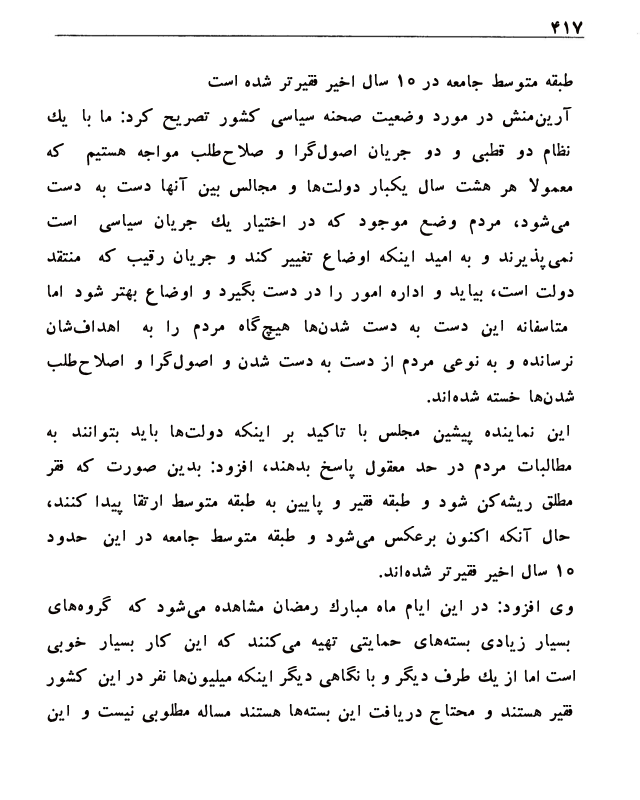 ۴۱۷
طبقه متوسط جامعه در ۱۵ سال اخیر فقیرتر شده است
آرین‌منش در مورد وضعیت صحنه سیاسی کشور تصریح کرد: ما با یك
نظام دو قطبی و دو جریان اصول‌گرا و صلاح‌طلب مواجه هستیم که
معمولا هر هشت سال یکبار دولت‌ها و مجالس بین آنها دست به دست
می‌شود، مردم وضع موجود که در اختیار یك جریان سیاسی است
نمی‌پذیرند و به امید اینکه اوضاع تغییر کند و جریان رقیب که منتقد
دولت است، بیاید و اداره امور را در دست بگیرد و اوضاع بهتر شود اما
متاسفانه این دست به دست شدن‌ها هیچ‌گاه مردم را به اهداف‌شان
نرسانده و به نوعی مردم از دست به دست شدن و اصول‌گرا و اصلاح‌طلب
شدن‌ها خسته شده‌اند.
این نماینده پیشین مجلس با تاکید بر اینکه دولت‌ها باید بتوانند به
مطالبات مردم در حد معقول پاسخ بدهند، افزود: بدین صورت که فقر
مطلق ریشه‌کن شود و طبقه فقیر و پایین به طبقه متوسط ارتقا پیدا کنند،
حال آنکه اکنون برعکس می‌شود و طبقه متوسط جامعه در این حدود
۱۵ سال اخیر فقیرتر شده‌اند.
وی افزود: در این ایام ماه مبارك رمضان مشاهده می‌شود که گروه‌های
بسیار زیادی بسته‌های حمایتی تهیه می‌کنند که این کار بسیار خوبی
است اما از یك طرف دیگر و با نگاهی دیگر اینکه میلیون‌ها نفر در این کشور
فقیر هستند و محتاج دریافت این بسته‌ها هستند مساله مطلوبی نیست و این